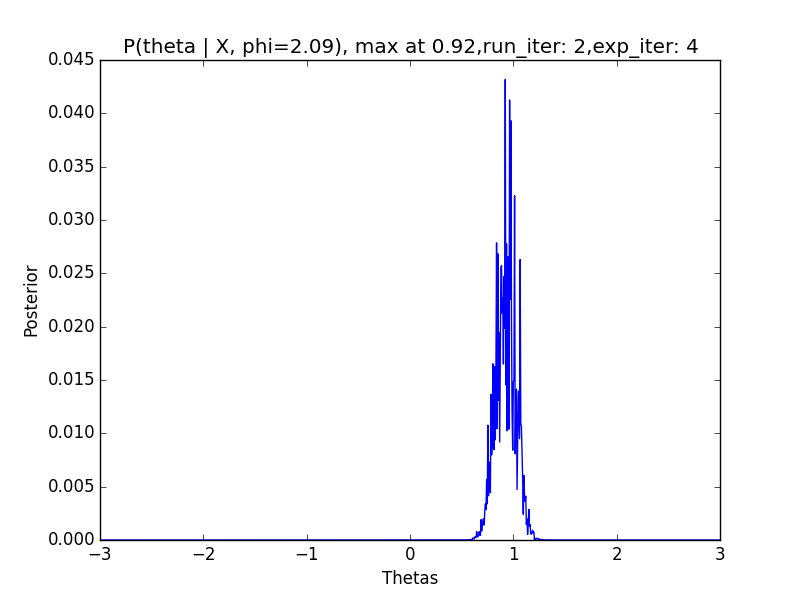 P(theta | X, phi=2.09), max at 0.92,run_iter: 2,exp_iter: 4
0.045
0.040
0.035
0.030
0.025
0.020
0.015
0.010
0.005
0.000
Posterior
−3 −2 −1 0 1 2 3
Thetas